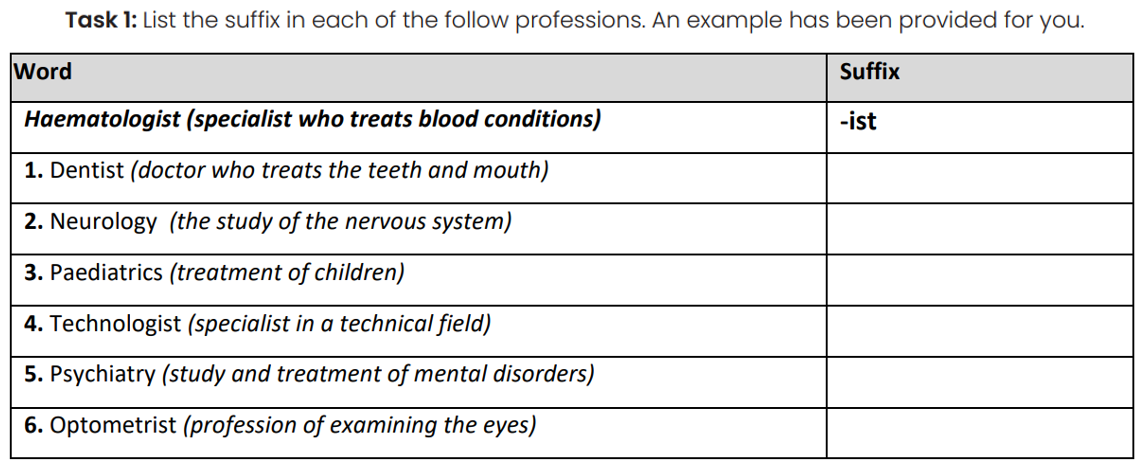 Task 1: List the suffix in each of the follow professions. An example has been provided for you.
Word Suffix
Haematologist (specialist who treats blood conditions) -ist
1. Dentist (doctor who treats the teeth and mouth)
2. Neurology (the study of the nervous system)
3. Paediatrics (treatment of children)
4. Technologist (specialist in a technical field)
5. Psychiatry (study and treatment of mental disorders)
6. Optometrist (profession of examining the eyes)